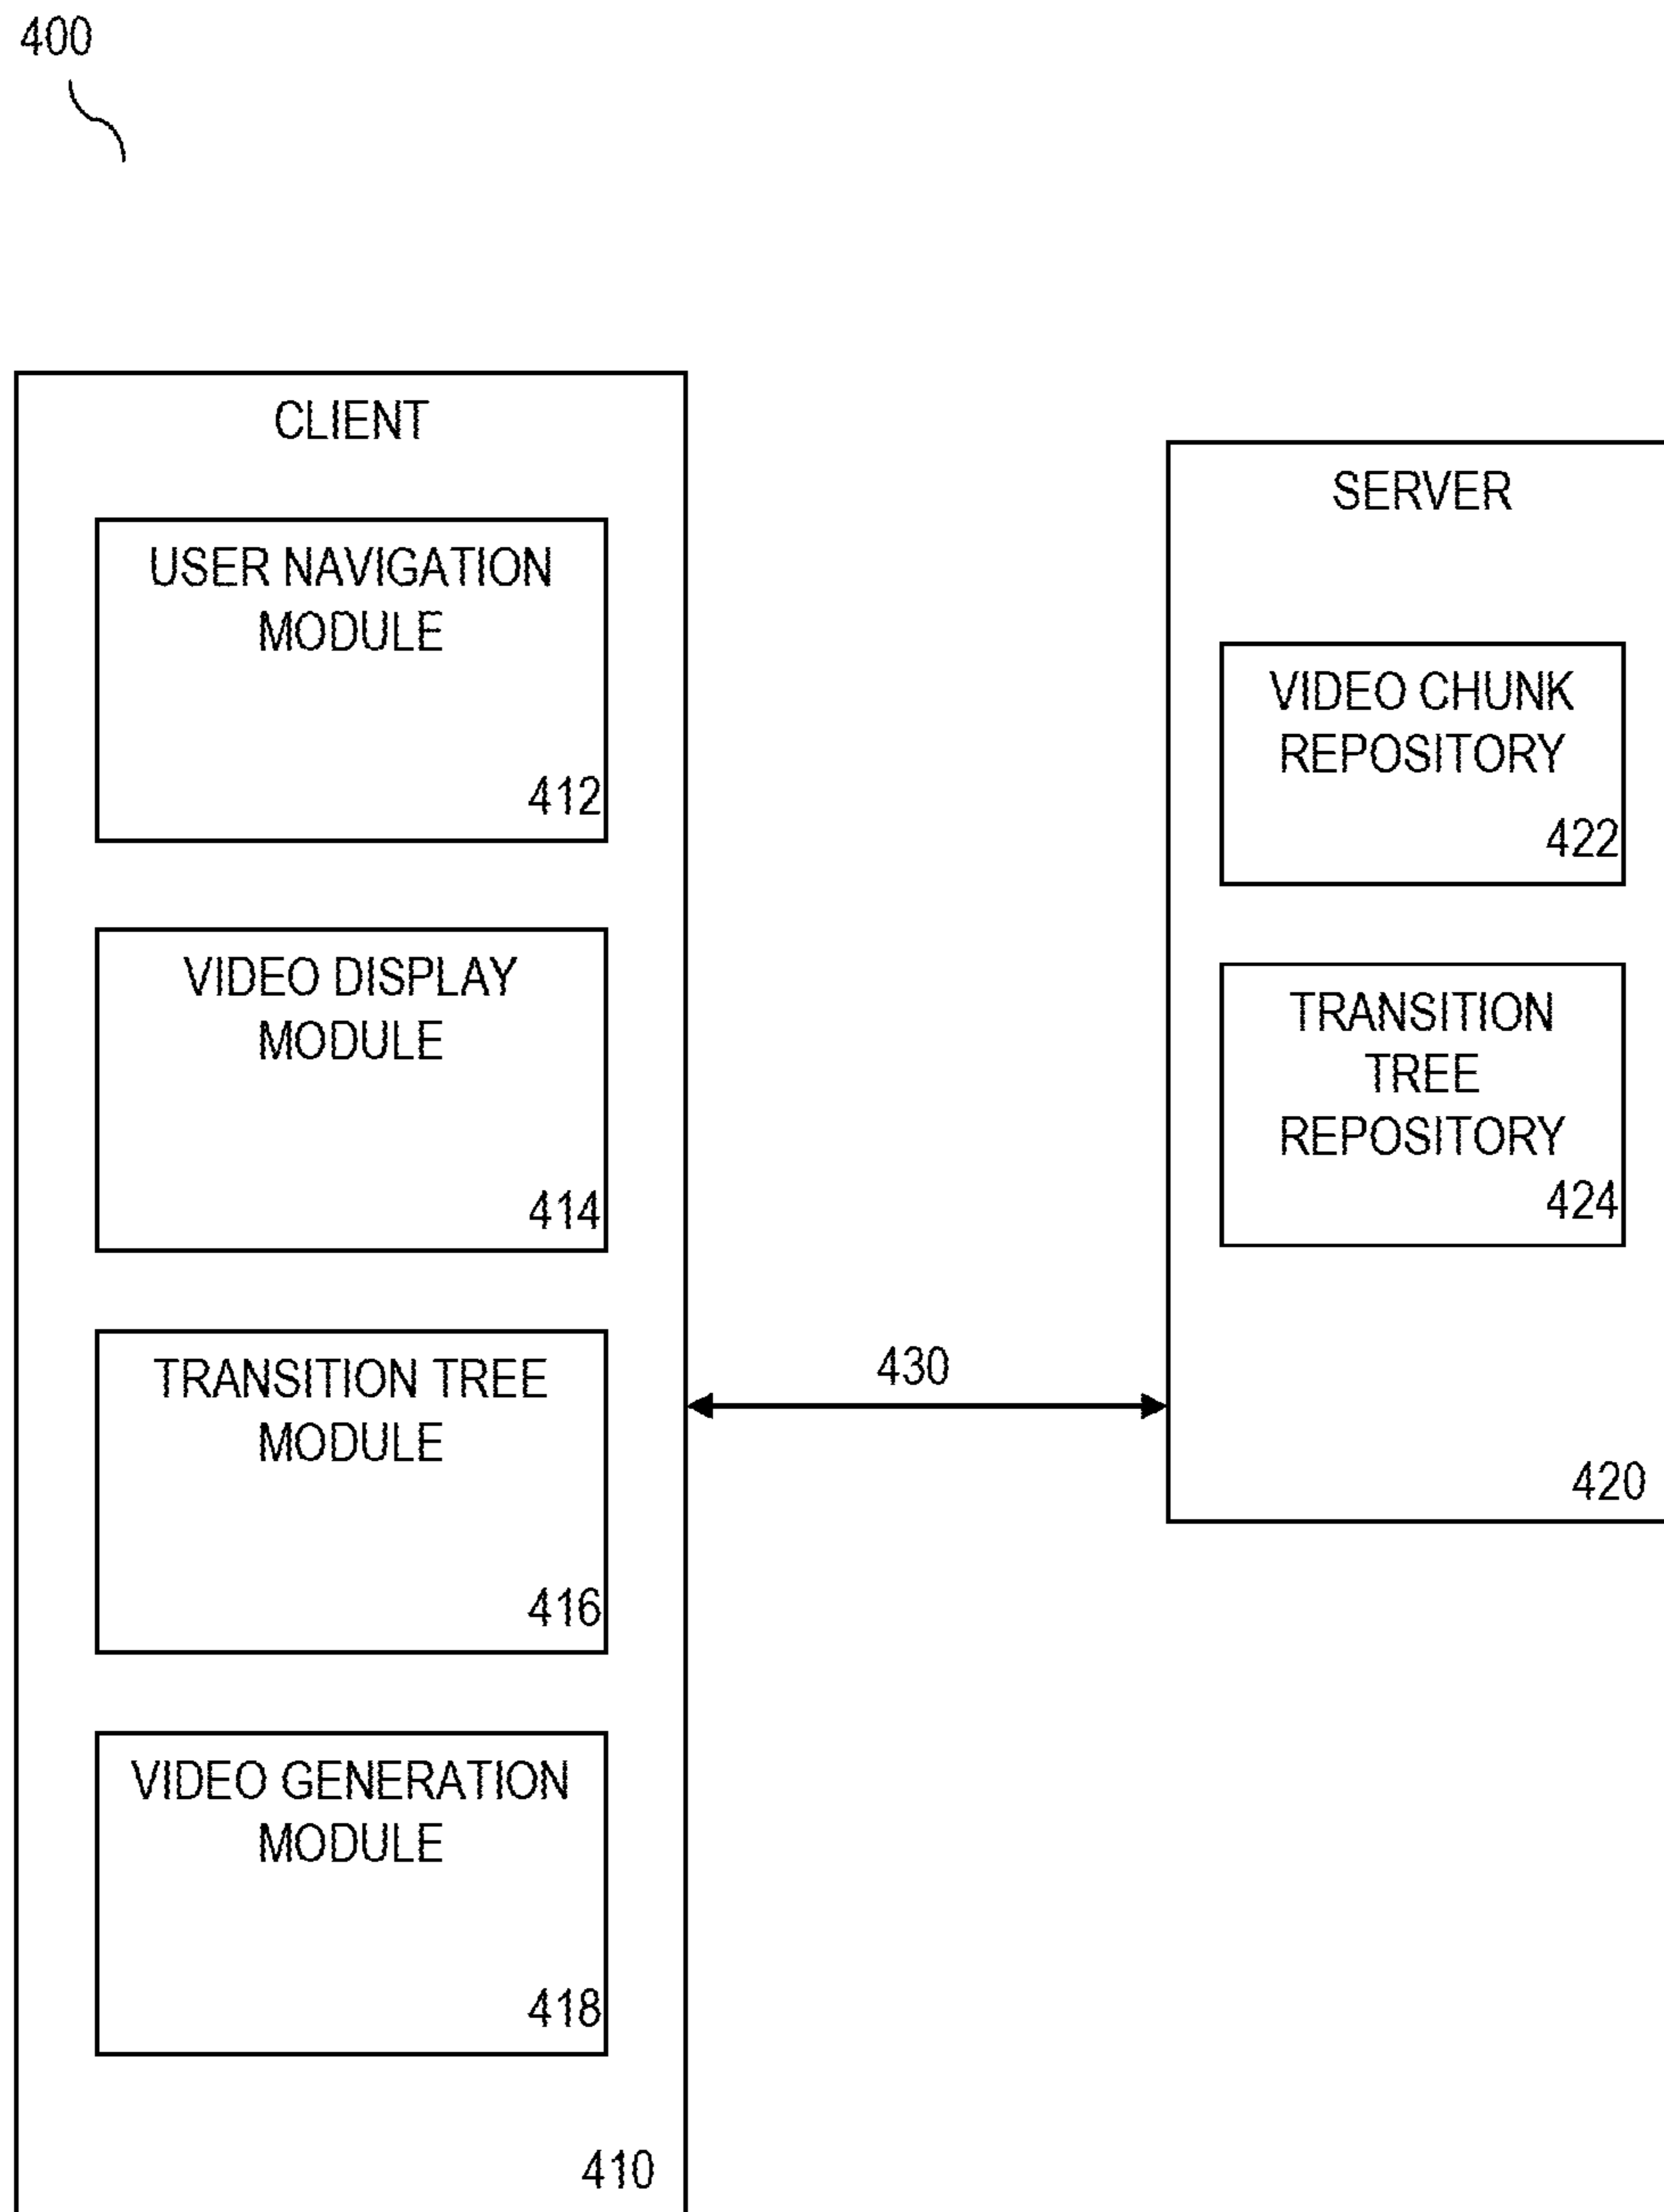 400
CLIENT
USER NAVIGATION
MODULE
412
VIDEO DISPLAY
MODULE
414
TRANSITION TREE
MODULE
416
VIDEO GENERATION
MODULE
418
410
430
SERVER
VIDEO CHUNK
REPOSITORY
422
TRANSITION
TREE
REPOSITORY
424
420